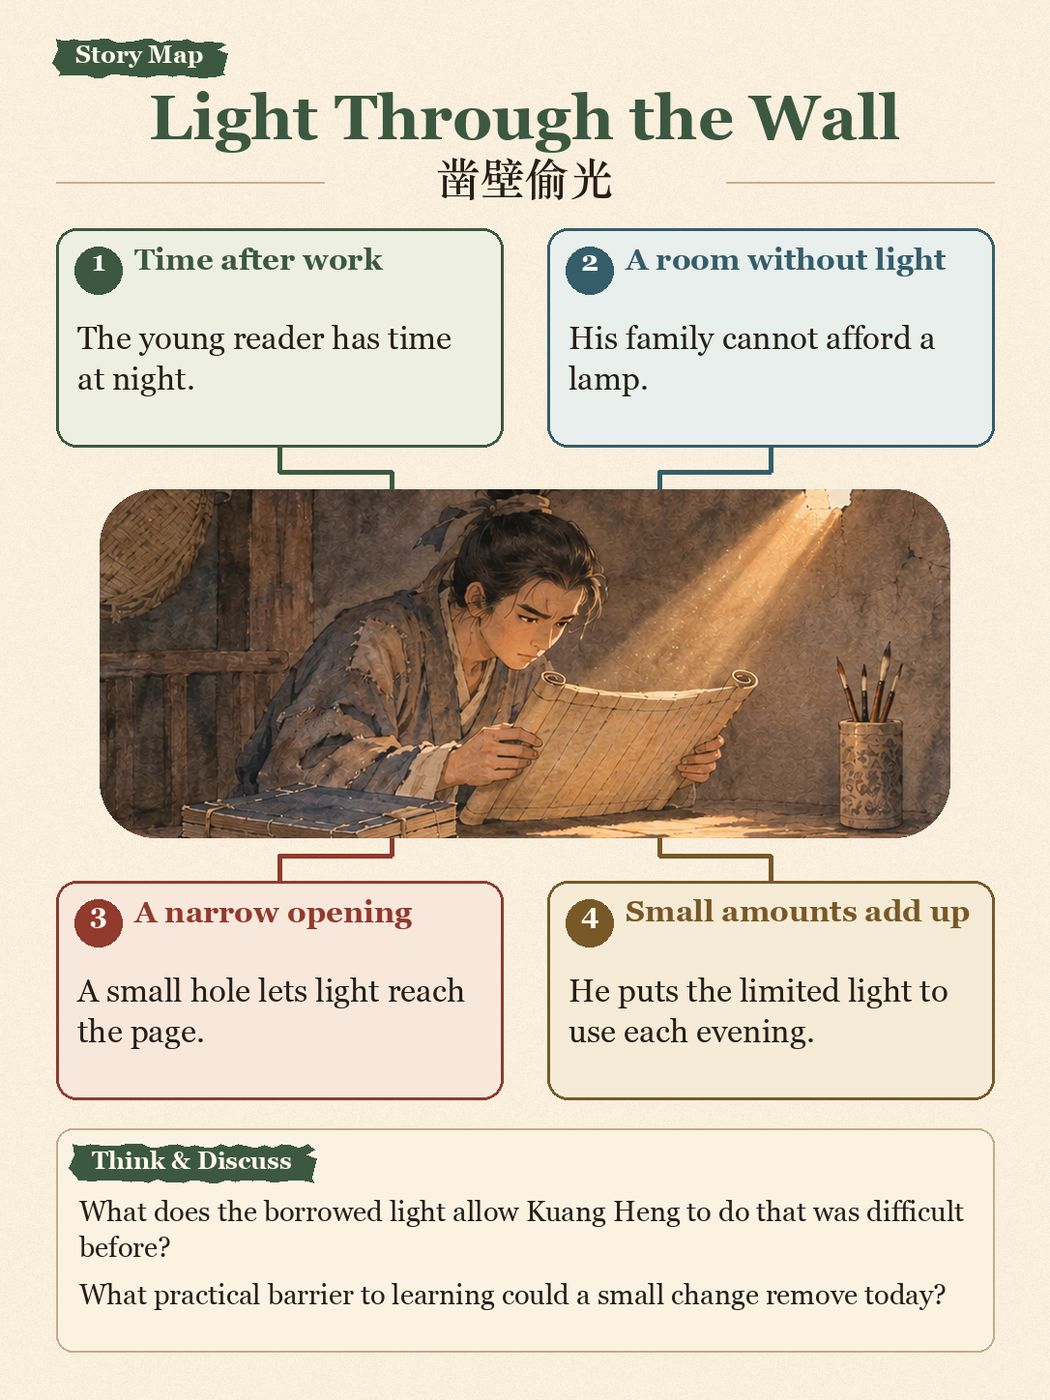 Story Map
Light Through the Wall
凿壁偷光
1 Time after work
The young reader has time
at night.
2 A room without light
His family cannot afford a
lamp.
3 A narrow opening
A small hole lets light reach
the page.
4 Small amounts add up
He puts the limited light to
use each evening.
Think & Discuss
What does the borrowed light allow Kuang Heng to do that was difficult
before?
What practical barrier to learning could a small change remove today?